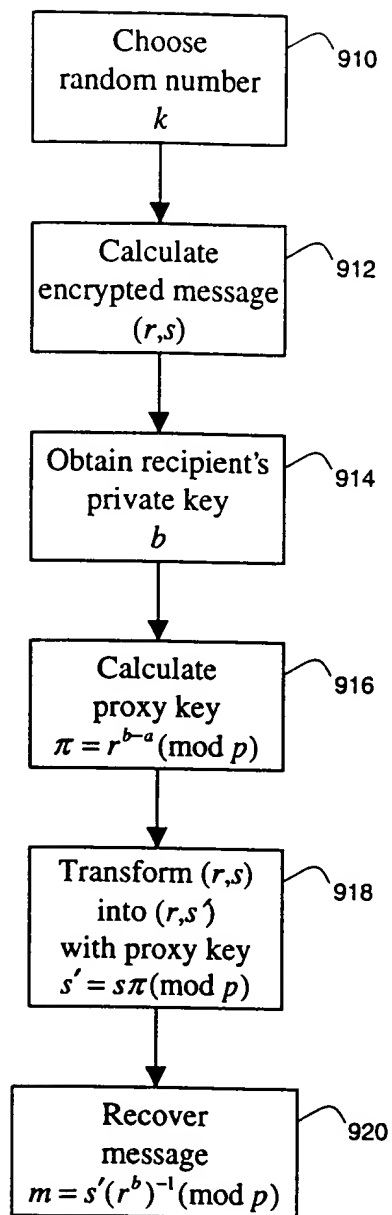 Choose
random number
k
910
Calculate
encrypted message
(r,s)
912
Obtain recipient's
private key
b
914
Calculate
proxy key
π = r^{b-a} (mod p)
916
Transform (r,s)
into (r,s')
with proxy key
s' = sπ (mod p)
918
Recover
message
m = s'(r^b)^{-1} (mod p)
920